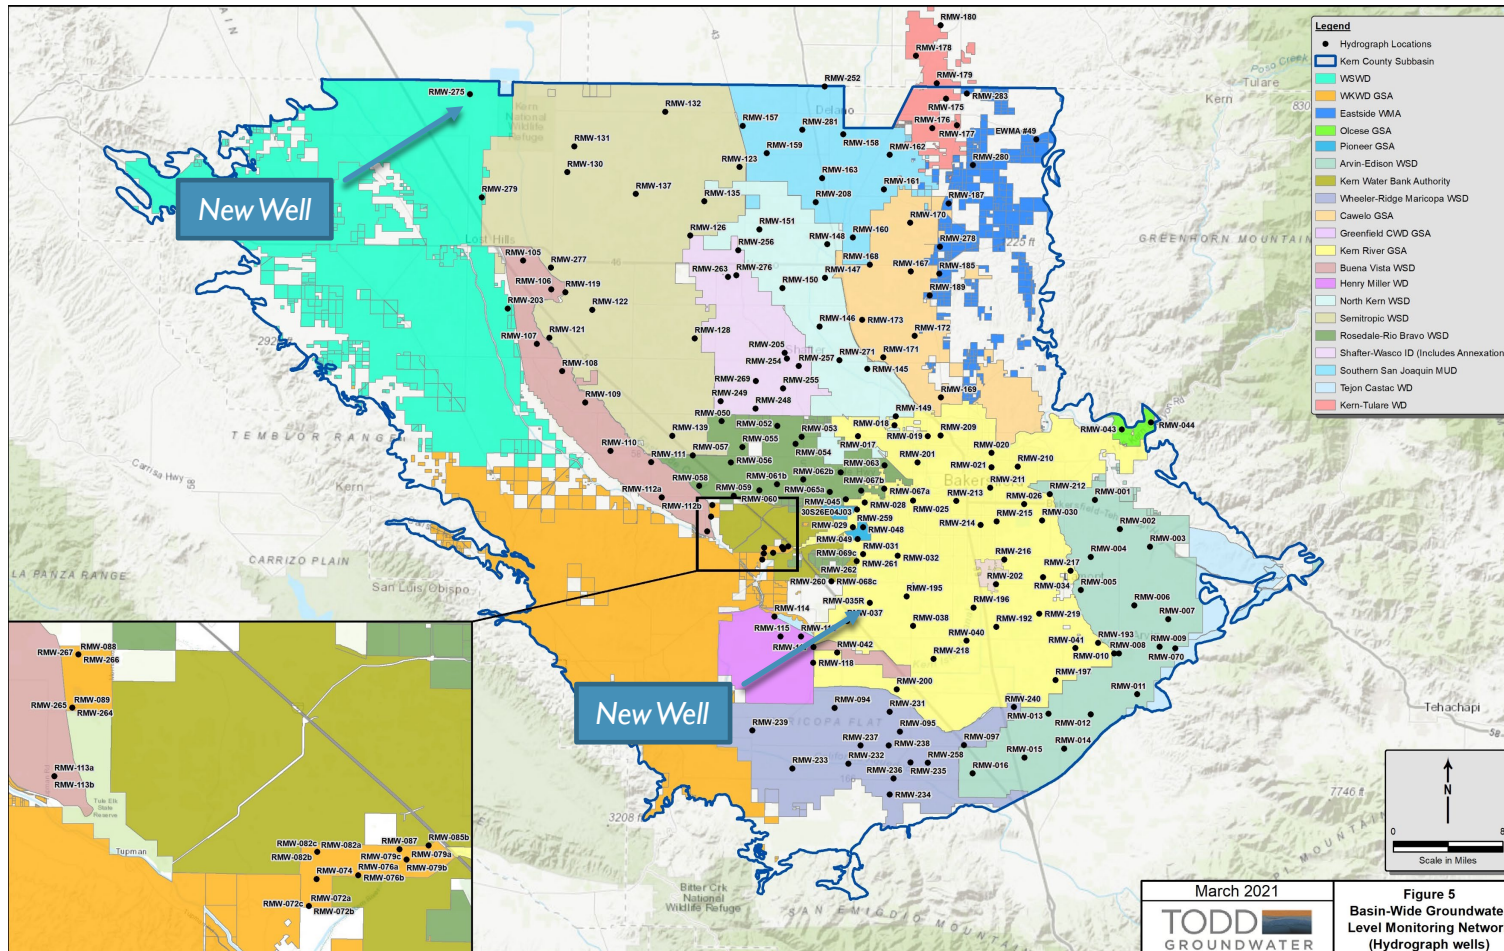 RMW-180
RMW-178
RMW-179
RMW-252
Delano
RMW-283
RMW-175
RMW-275
Kern
National
Wildlife
Refuge
RMW-132
RMW-157
RMW-281
RMW-176
RMW-177
EWMA #49
RMW-131
RMW-159
RMW-158
RMW-162
RMW-130
RMW-123
RMW-280
RMW-163
RMW-161
RMW-279
RMW-137
RMW-135
RMW-208
RMW-187
New Well
RMW-151
RMW-170
RMW-126
RMW-148
RMW-160
RMW-278
1225 ft
GREENHORN MOUNTAIN
Lost Hills
RMW-256
RMW-105
RMW-277
46
RMW-263
RMW-276
RMW-147
RMW-168
RMW-167
RMW-185
RMW-106
RMW-119
RMW-150
RMW-189
RMW-203
RMW-122
RMW-146
RMW-173
RMW-172
RMW-107
RMW-121
RMW-128
RMW-205
RMW-254
RMW-257
RMW-271
RMW-171
RMW-108
RMW-145
RMW-269
RMW-255
RMW-109
RMW-249
RMW-248
RMW-169
RMW-050
RMW-149
RMW-052
RMW-018
RMW-043
RMW-044
TEMBLOR RANGE
RMW-139
RMW-053
RMW-019
RMW-209
RMW-055
RMW-017
RMW-020
RMW-110
RMW-057
RMW-054
RMW-111
RMW-056
RMW-063
RMW-201
RMW-021
RMW-210
Carrisa Hwy
58
RMW-062b
RMW-058
RMW-061b
RMW-067b
RMW-211
RMW-212
RMW-112a
RMW-059
RMW-065a
RMW-067a
RMW-213
RMW-026
RMW-001
Kern
RMW-112b
RMW-060
RMW-045
RMW-028
RMW-025
30S26E04J03
RMW-215
RMW-030
RMW-002
RMW-029
RMW-259
RMW-048
RMW-214
RMW-049
RMW-003
RMW-069c
RMW-031
RMW-032
RMW-216
RMW-004
CARRIZO PLAIN
LA PANZA RANGE
RMW-262
RMW-261
RMW-217
RMW-260
RMW-068c
RMW-202
RMW-034
RMW-005
San Luis Obispo
RMW-195
RMW-035R
RMW-196
RMW-006
RMW-114
RMW-037
RMW-219
RMW-007
RMW-115
RMW-038
RMW-192
RMW-040
RMW-041
RMW-193
RMW-009
RMW-042
RMW-010
RMW-008
RMW-070
RMW-118
RMW-218
RMW-197
RMW-200
RMW-011
New Well
RMW-094
RMW-231
RMW-240
RMW-239
RMW-095
RMW-013
RMW-012
RICOPA FLAT
RMW-237
RMW-238
RMW-097
RMW-014
RMW-232
RMW-258
RMW-015
RMW-233
RMW-236
RMW-235
RMW-016
RMW-234
3208 ft
Bitter Crk
National
Wildlife Refuge
SAN EMIGDIO MOUNTAIN
Tehachapi
7746 ft
Tulare
Kern
Poso Creek
RMW-088
RMW-267
RMW-266
RMW-089
RMW-265
RMW-264
RMW-113a
RMW-113b
Tule Elk
State
Reserve
Tupman
RMW-082c
RMW-082a
RMW-087
RMW-085b
RMW-082b
RMW-079c
RMW-079a
RMW-074
RMW-076a
RMW-079b
RMW-076b
RMW-072a
RMW-072c
RMW-072b
Legend
Hydrograph Locations
Kern County Subbasin
WSWD
WKWD GSA
Eastside WMA
Olcese GSA
Pioneer GSA
Arvin-Edison WSD
Kern Water Bank Authority
Wheeler-Ridge Maricopa WSD
Cawelo GSA
Greenfield CWD GSA
Kern River GSA
Buena Vista WSD
Henry Miller WD
North Kern WSD
Semitropic WSD
Rosedale-Rio Bravo WSD
Shafter-Wasco ID (Includes Annexation
Southern San Joaquin MUD
Tejon Castac WD
Kern-Tulare WD
N
0 8
Scale in Miles
March 2021
TODD
GROUNDWATER
Figure 5
Basin-Wide Groundwate
Level Monitoring Networ
(Hydrograph wells)